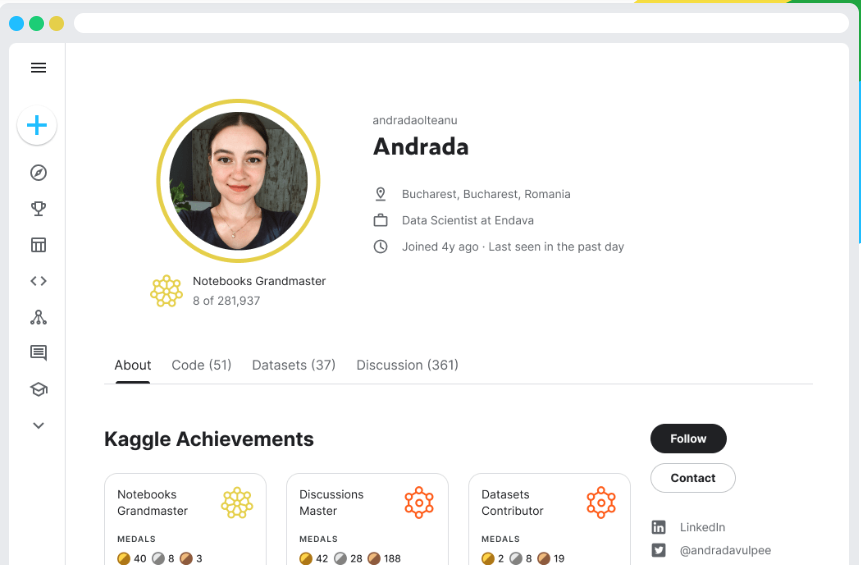 andradaolteanu
Andrada
Bucharest, Bucharest, Romania
Data Scientist at Endava
Joined 4y ago · Last seen in the past day
Notebooks Grandmaster
8 of 281,937
About Code (51) Datasets (37) Discussion (361)
Kaggle Achievements
Follow
Contact
LinkedIn
@andradavulpee
Notebooks
Grandmaster
MEDALS
40 8 3
Discussions
Master
MEDALS
42 28 188
Datasets
Contributor
MEDALS
2 8 19